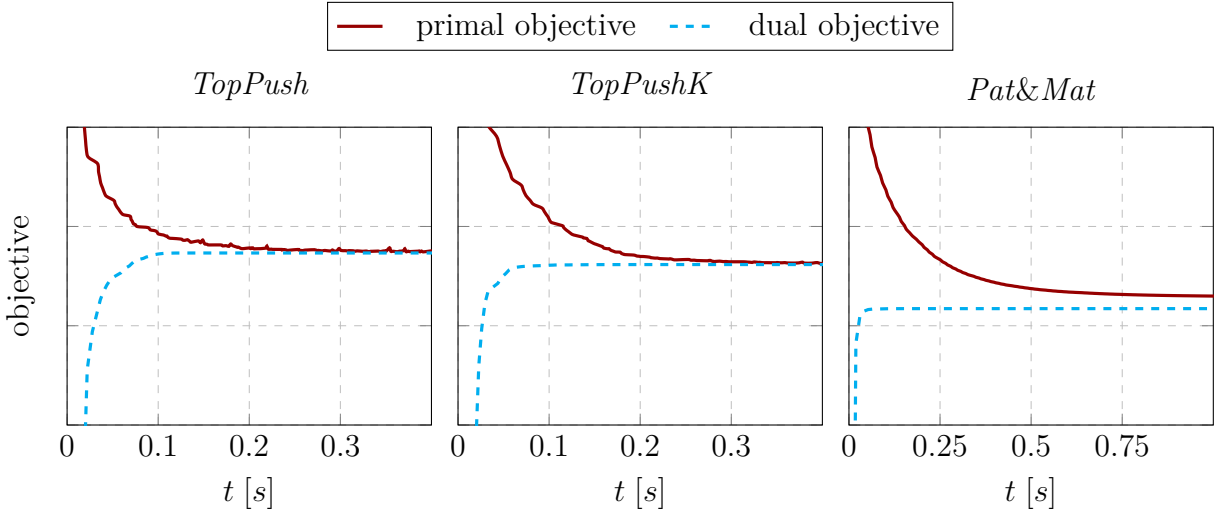 primal objective dual objective
TopPush TopPushK Pat&Mat
objective
0 0.1 0.2 0.3 0 0.1 0.2 0.3 0 0.25 0.5 0.75
t [s] t [s] t [s]